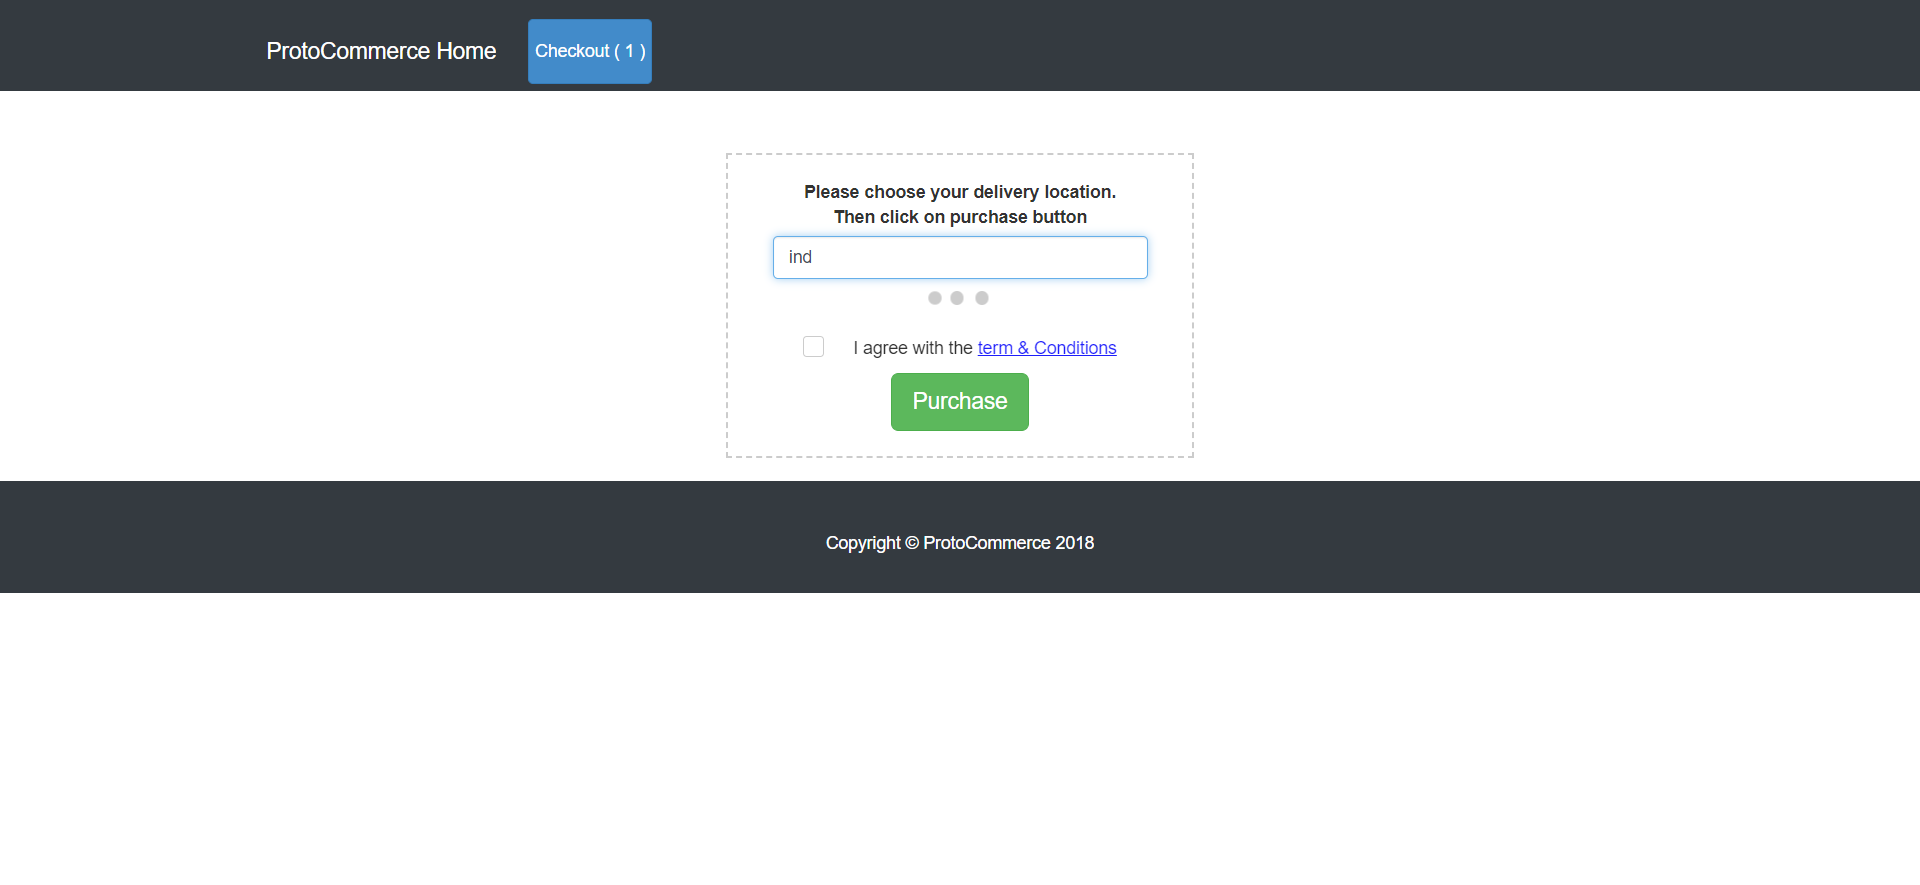 ProtoCommerce Home
Checkout ( 1 )
Please choose your delivery location.
Then click on purchase button
ind
I agree with the term & Conditions
Purchase
Copyright © ProtoCommerce 2018